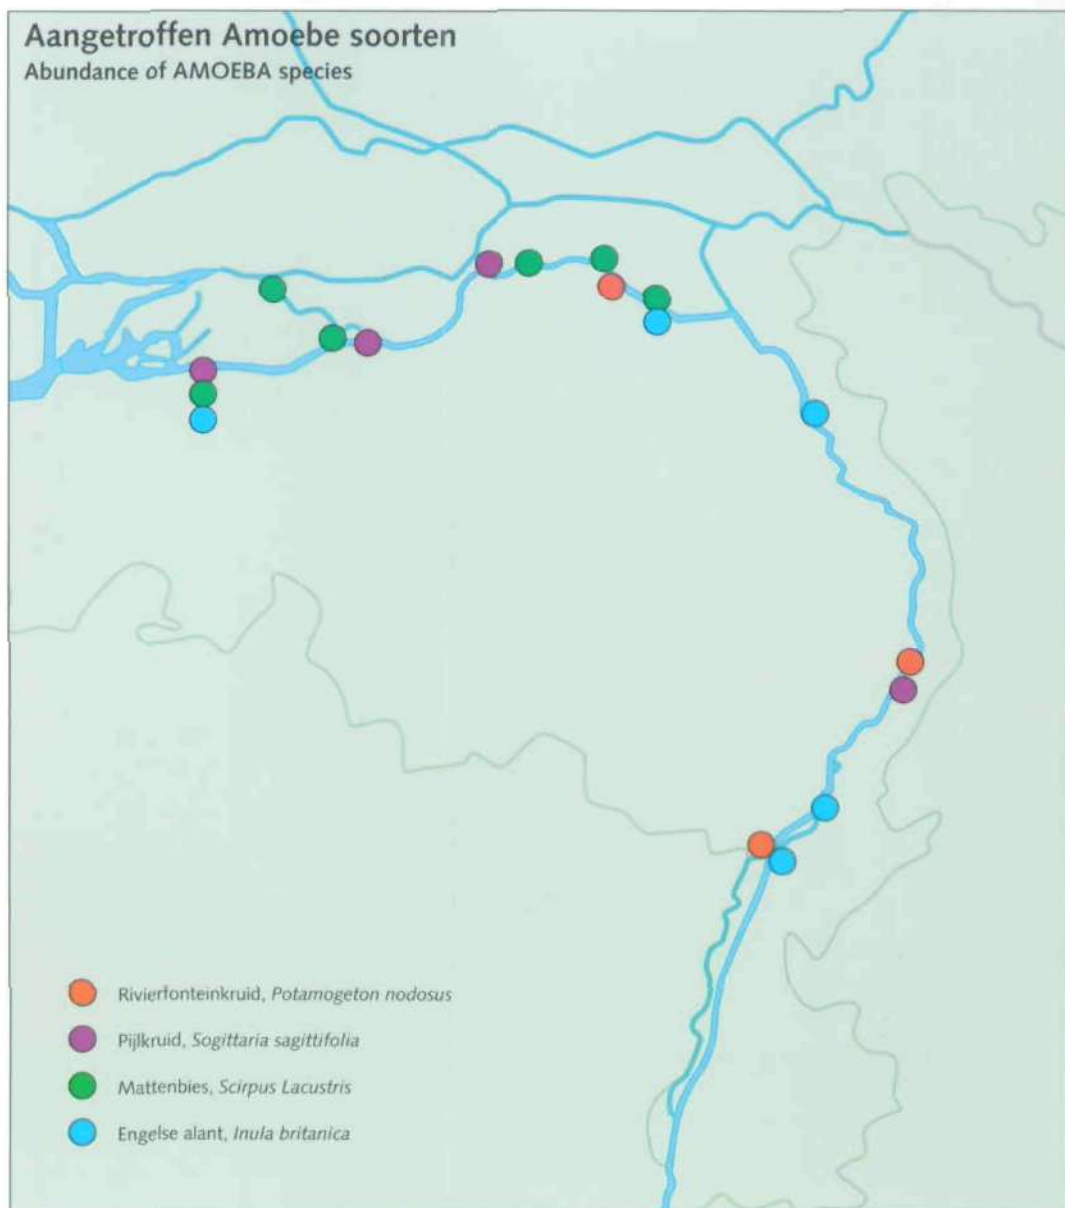 Aangetroffen Amoebe soorten
Abundance of AMOEBA species
Rivierfonteinkruid, Potamogeton nodosus
Pijlkruid, Sogittaria sagittifolia
Mattenbies, Scirpus Lacustris
Engelse alant, Inula britanica